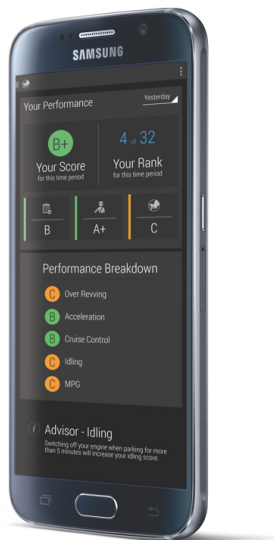 SAMSUNG
Your Performance
Yesterday
B+
4 of 32
Your Score
for this time period
Your Rank
for this time period
B
A+
C
Performance Breakdown
C Over Revving
B Acceleration
B Cruise Control
C Idling
C MPG
i Advisor - Idling
Switching off your engine when parking for more
than 5 minutes will increase your idling score.